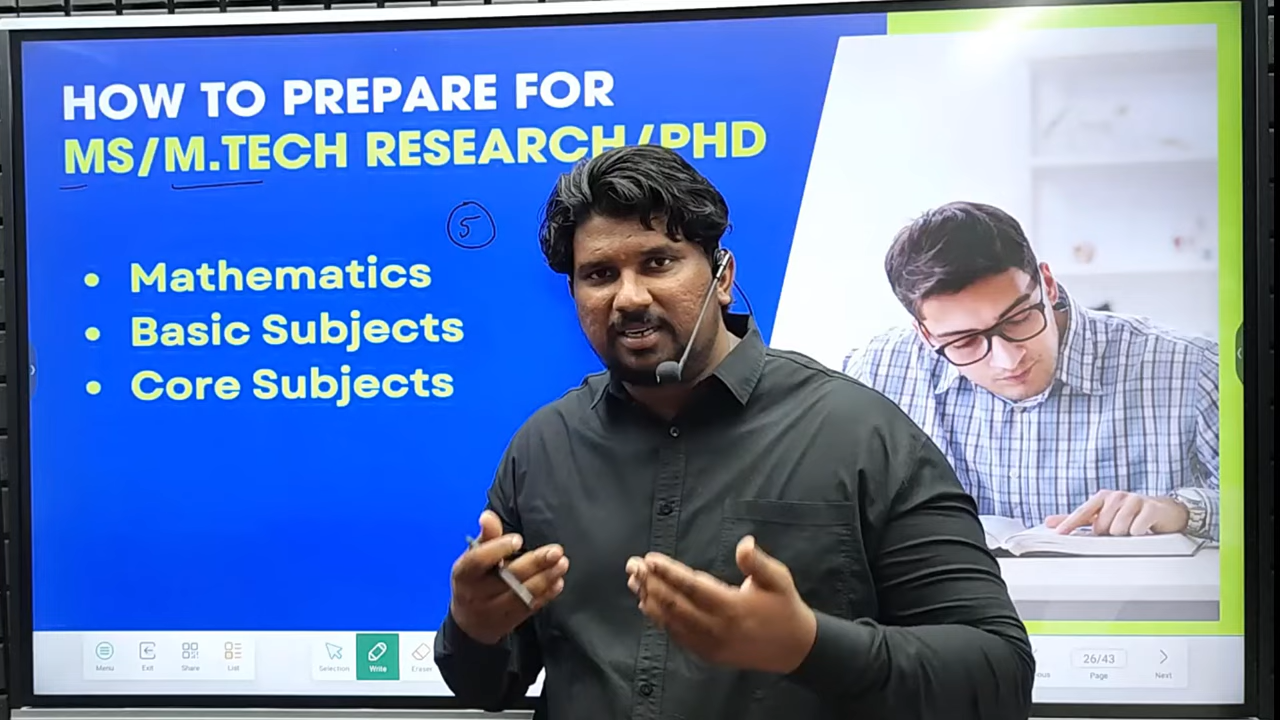 HOW TO PREPARE FOR
MS/M.TECH RESEARCH/PHD
5
• Mathematics
• Basic Subjects
• Core Subjects
Menu
Exit
Share
List
Selection
Write
Eraser
26/43
Page
Next